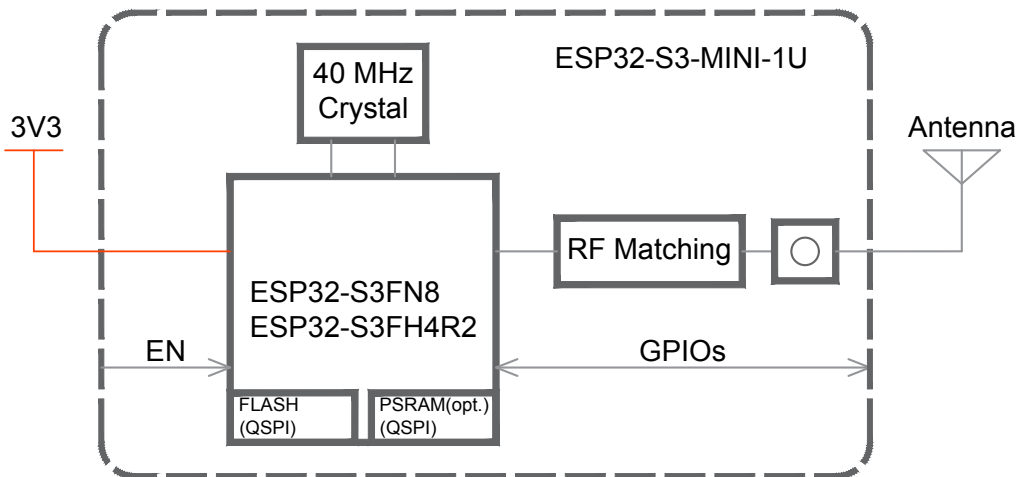 ESP32-S3-MINI-1U
40 MHz
Crystal
3V3
Antenna
RF Matching
ESP32-S3FN8
ESP32-S3FH4R2
EN
GPIOs
FLASH
(QSPI)
PSRAM(opt.)
(QSPI)